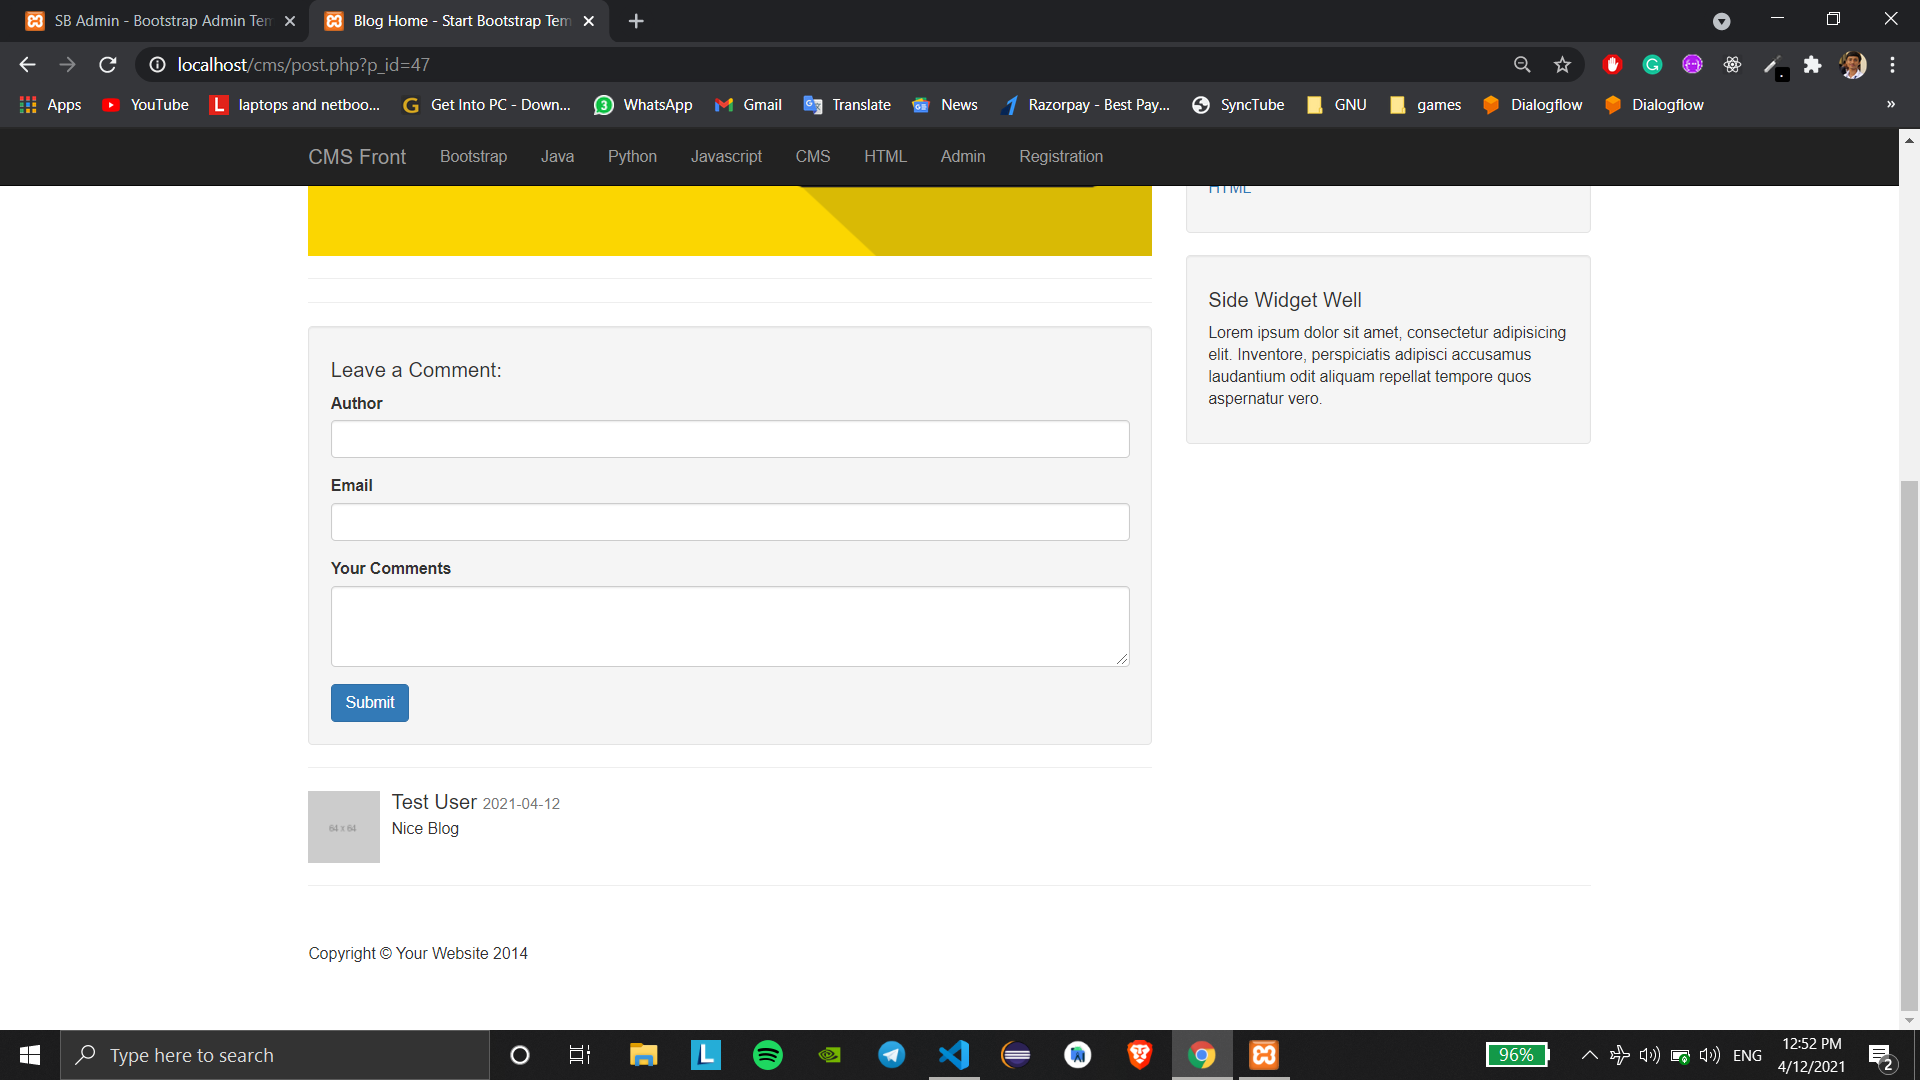 SB Admin - Bootstrap Admin Tem
Blog Home - Start Bootstrap Tem
localhost/cms/post.php?p_id=47
Apps YouTube laptops and netboo... Get Into PC - Down... WhatsApp Gmail Translate News Razorpay - Best Pay... SyncTube GNU games Dialogflow Dialogflow »
CMS Front Bootstrap Java Python Javascript CMS HTML Admin Registration
HTML
Side Widget Well
Lorem ipsum dolor sit amet, consectetur adipisicing
elit. Inventore, perspiciatis adipisci accusamus
laudantium odit aliquam repellat tempore quos
aspernatur vero.
Leave a Comment:
Author
Email
Your Comments
Submit
64 x 64
Test User 2021-04-12
Nice Blog
Copyright © Your Website 2014
Type here to search
96%
ENG
12:52 PM
4/12/2021
2